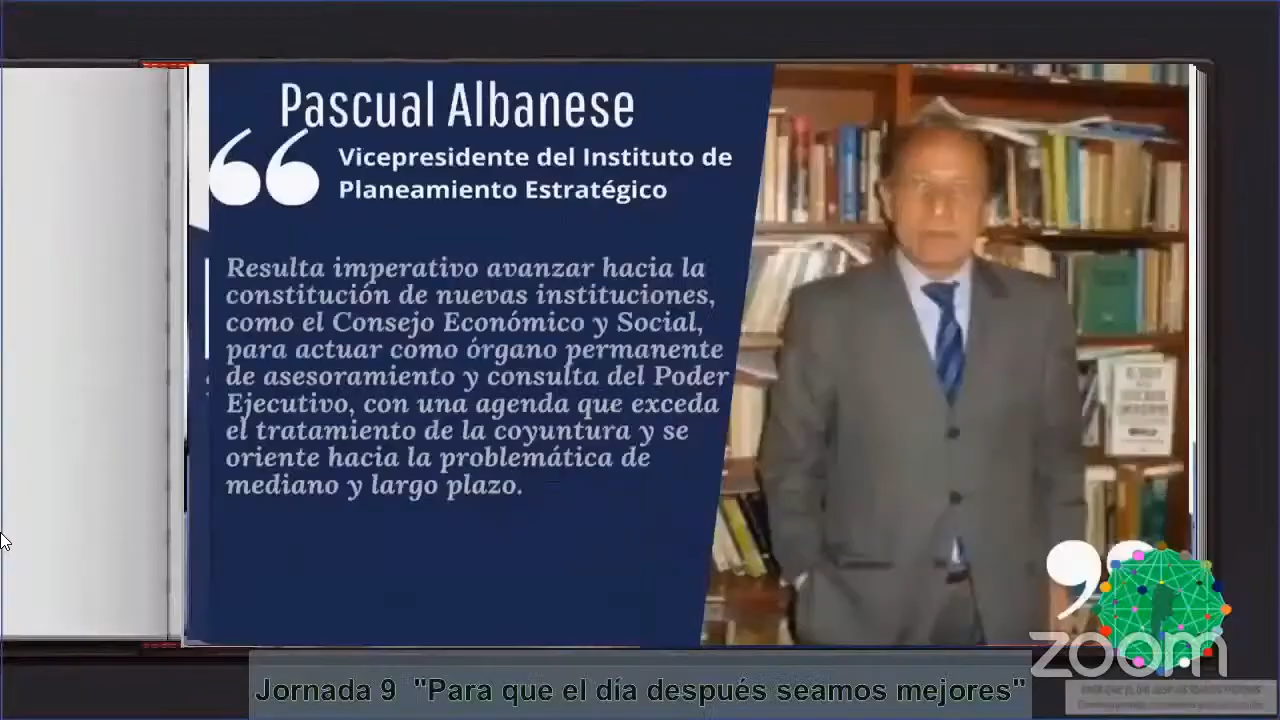 Pascual Albanese
Vicepresidente del Instituto de
Planeamiento Estratégico
Resulta imperativo avanzar hacia la
constitución de nuevas instituciones,
como el Consejo Económico y Social,
para actuar como órgano permanente
de asesoramiento y consulta del Poder
Ejecutivo, con una agenda que exceda
el tratamiento de la coyuntura y se
oriente hacia la problemática de
mediano y largo plazo.
zoom
Jornada 9 "Para que el día después seamos mejores"